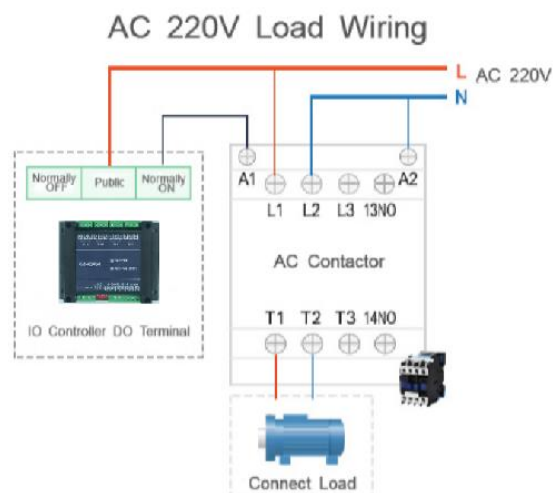 AC 220V Load Wiring
L
AC 220V
N
Normally
OFF
Public
Normally
ON
A1
A2
L1
L2
L3
13NO
AC Contactor
IO Controller DO Terminal
T1
T2
T3
14NO
Connect Load